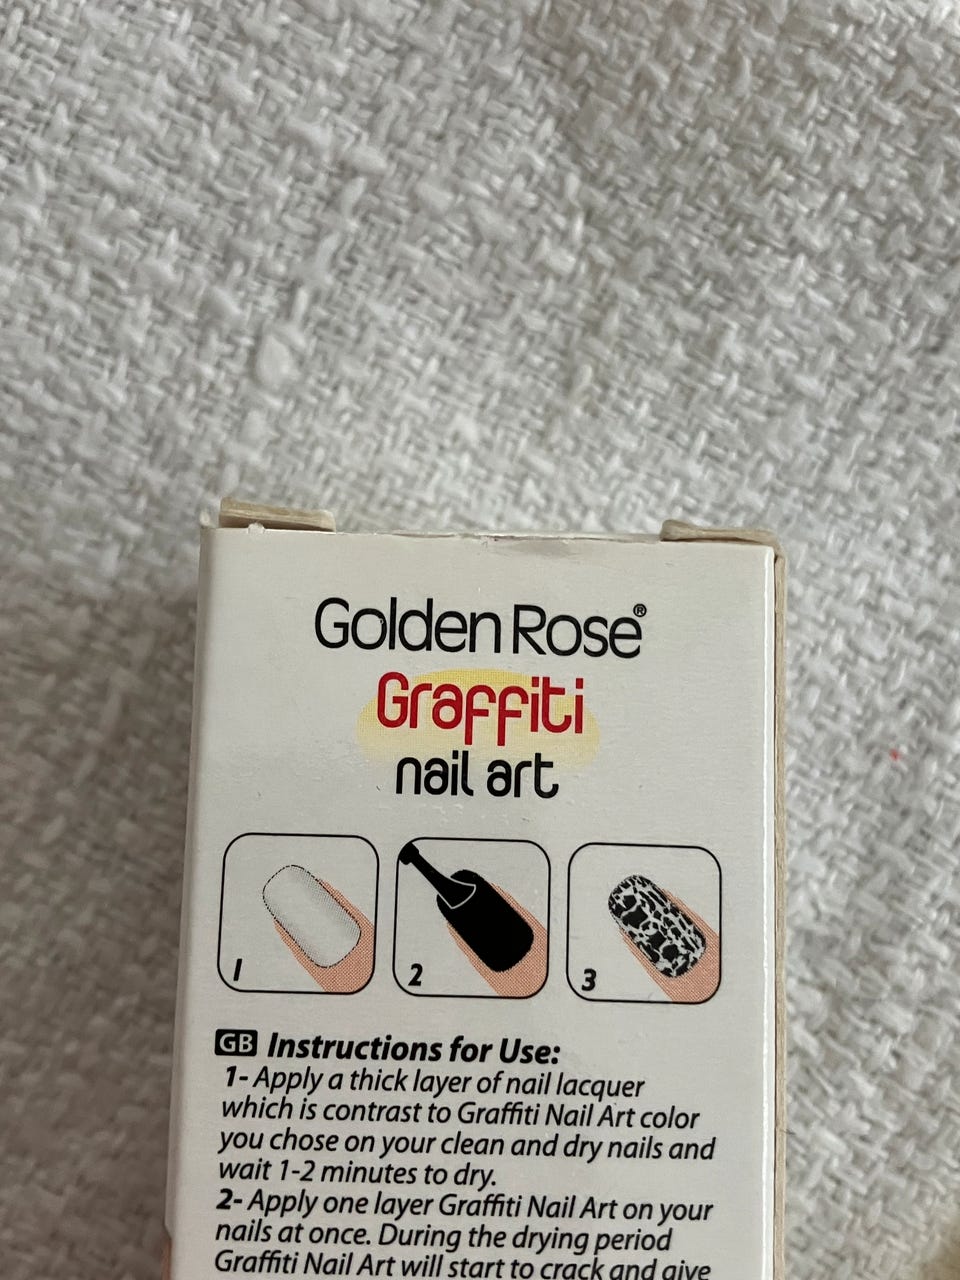 Golden Rose®
Graffiti
nail art
1
2
3
GB Instructions for Use:
1- Apply a thick layer of nail lacquer
which is contrast to Graffiti Nail Art color
you chose on your clean and dry nails and
wait 1-2 minutes to dry.
2- Apply one layer Graffiti Nail Art on your
nails at once. During the drying period
Graffiti Nail Art will start to crack and give